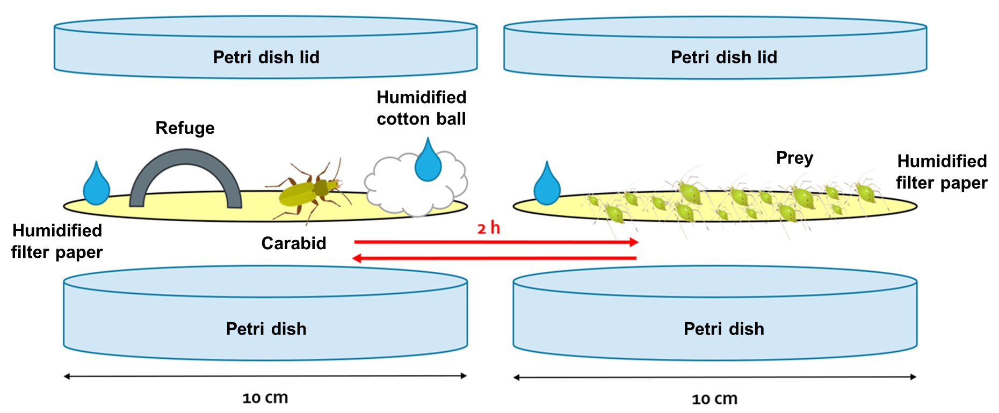 Petri dish lid
Petri dish lid
Humidified
cotton ball
Refuge
Prey
Humidified
filter paper
Humidified
filter paper
Carabid
2 h
Petri dish
Petri dish
10 cm
10 cm